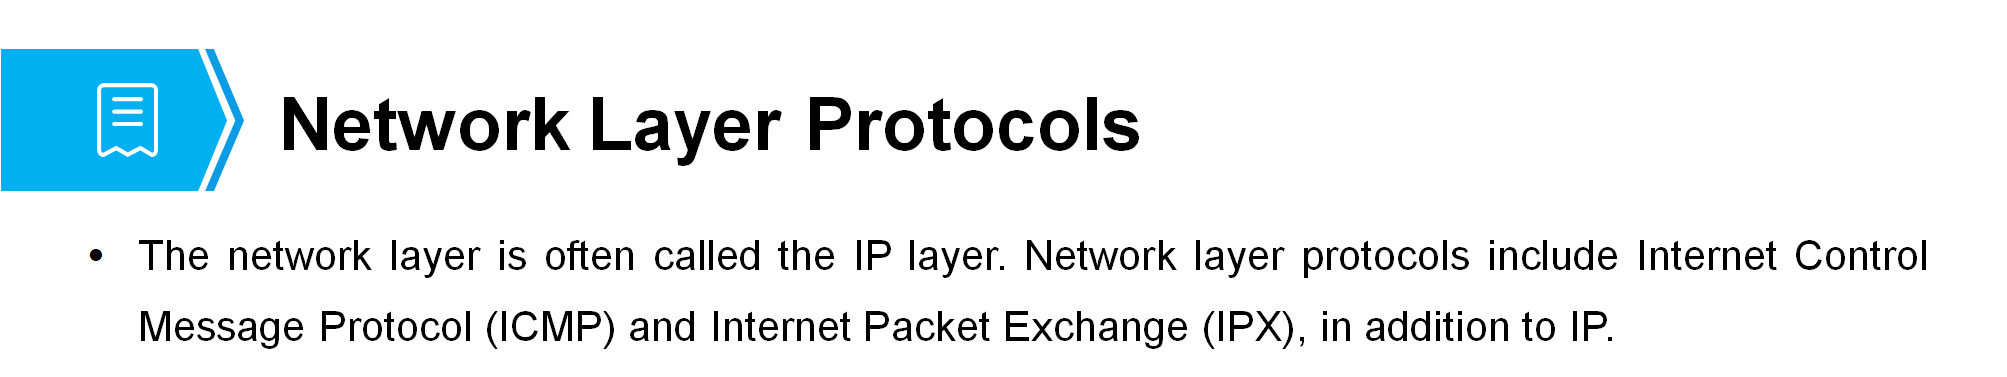 Network Layer Protocols
• The network layer is often called the IP layer. Network layer protocols include Internet Control
Message Protocol (ICMP) and Internet Packet Exchange (IPX), in addition to IP.